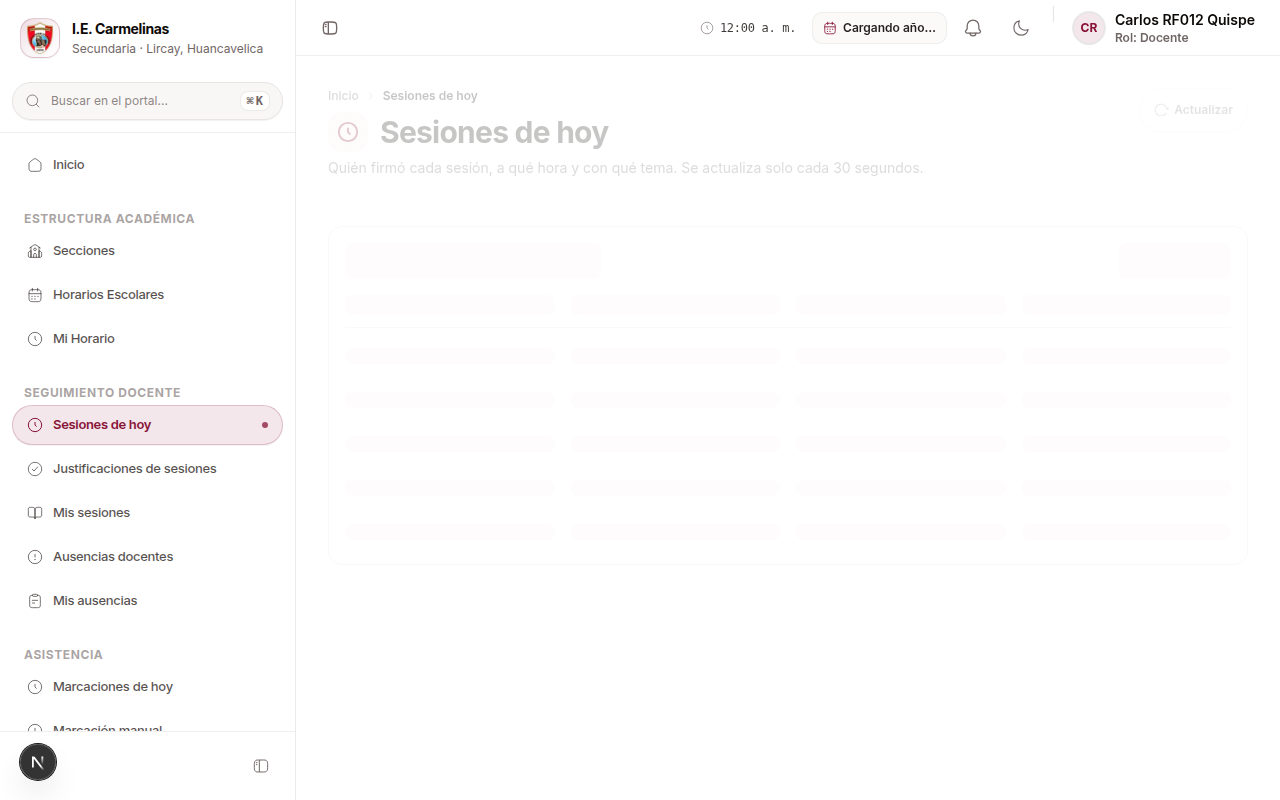 I.E. Carmelinas
Secundaria · Lircay, Huancavelica
Buscar en el portal...
⌘K
Inicio
ESTRUCTURA ACADÉMICA
Secciones
Horarios Escolares
Mi Horario
SEGUIMIENTO DOCENTE
Sesiones de hoy
Justificaciones de sesiones
Mis sesiones
Ausencias docentes
Mis ausencias
ASISTENCIA
Marcaciones de hoy
Marcación manual
N
12:00 a. m.
Cargando año...
CR
Carlos RF012 Quispe
Rol: Docente
Inicio
Sesiones de hoy
Actualizar
Sesiones de hoy
Quién firmó cada sesión, a qué hora y con qué tema. Se actualiza solo cada 30 segundos.